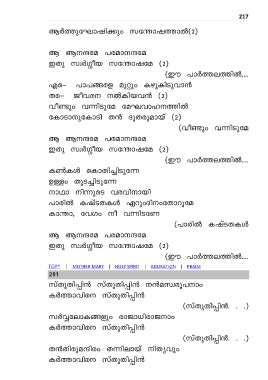 217
ആർത്തുഘോഷിക്കും സന്തോഷത്താൽ(2)
ആ ആനന്ദമേ പരമാനന്ദമേ
ഇതു സ്വർഗ്ഗീയ സന്തോഷമേ (2)
(ഈ പാർത്തലത്തിൽ...
എൻ- പാപങ്ങളെ മുറ്റും കഴുകിടുവാൻ
തൻ- ജീവനെ നൽകിയവൻ (2)
വീണ്ടും വന്നിടുമേ മേഘവാഹനത്തിൽ
കോടാനുകോടി തൻ ദൂതരുമായ് (2)
(വീണ്ടും വന്നിടുമേ
ആ ആനന്ദമേ പരമാനന്ദമേ
ഇതു സ്വർഗ്ഗീയ സന്തോഷമേ (2)
(ഈ പാർത്തലത്തിൽ...
കൺകൾ കൊതിച്ചിടുന്നേ
ഉള്ളം തുടച്ചിടുന്നേ
നാഥാ നിന്നുടെ വരവിനായി
പാരിൽ കഷ്ടതകൾ ഏറുംദിനംതോറുമേ
കാന്താ, വേഗം നീ വന്നിടണേ
(പാരിൽ കഷ്ടതകൾ
ആ ആനന്ദമേ പരമാനന്ദമേ
ഇതു സ്വർഗ്ഗീയ സന്തോഷമേ (2)
(ഈ പാർത്തലത്തിൽ...
TOP↑ | MOTHER MARY | HOLY SPIRIT | ADORATION | PRAISE
281
സ്തുതിപ്പിൻ സ്തുതിപ്പിൻ നൻമസ്വരൂപനാം
കർത്താവിനെ സ്തുതിപ്പിൻ
(സ്തുതിപ്പിൻ. . .)
സർവ്വലോകങ്ങളും രാജാധിരാജനാം
കർത്താവിനെ സ്തുതിപ്പിൻ
(സ്തുതിപ്പിൻ. . .)
തൻതിരുമന്ദിരം തന്നിലായ് നിത്യവും
കർത്താവിനെ സ്തുതിപ്പിൻ